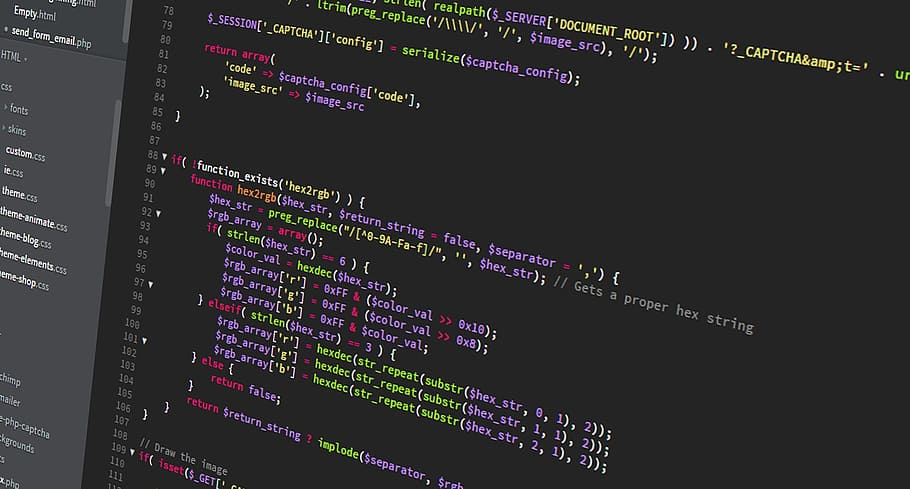 Empty.html
send_form_email.php
HTML
css
fonts
skins
custom.css
ie.css
theme.css
theme-animate.css
theme-blog.css
theme-elements.css
78
79 ltrim(preg_replace('/\\\\/', '/', $image_src), '/');
strlen( realpath($_SERVER['DOCUMENT_ROOT']) )) . '?_CAPTCHA&amp;t=' .
80 $_SESSION['_CAPTCHA']['config'] = serialize($captcha_config);
81 return array(
82 'code' => $captcha_config['code'],
83 'image_src' => $image_src
84 );
85 }
86
87
88 if( !function_exists('hex2rgb') ) {
89 function hex2rgb($hex_str, $return_string = false, $separator = ',') {
90 $hex_str = preg_replace("/[^0-9A-Fa-f]/", '', $hex_str); // Gets a proper hex string
91 $rgb_array = array();
92 if( strlen($hex_str) == 6 ) {
93 $color_val = hexdec($hex_str);
94 $rgb_array['r'] = 0xFF & ($color_val >> 0x10);
95 $rgb_array['g'] = 0xFF & ($color_val >> 0x8);
96 $rgb_array['b'] = 0xFF & $color_val;
97 } elseif( strlen($hex_str) == 3 ) {
98 $rgb_array['r'] = hexdec(str_repeat(substr($hex_str, 0, 1), 2));
99 $rgb_array['g'] = hexdec(str_repeat(substr($hex_str, 1, 1), 2));
100 $rgb_array['b'] = hexdec(str_repeat(substr($hex_str, 2, 1), 2));
101 } else {
102 return false;
103 }
104 return $return_string ? implode($separator,
105 }
106 }
107
108 // Draw the image
109 if( isset($_GET['
110
111